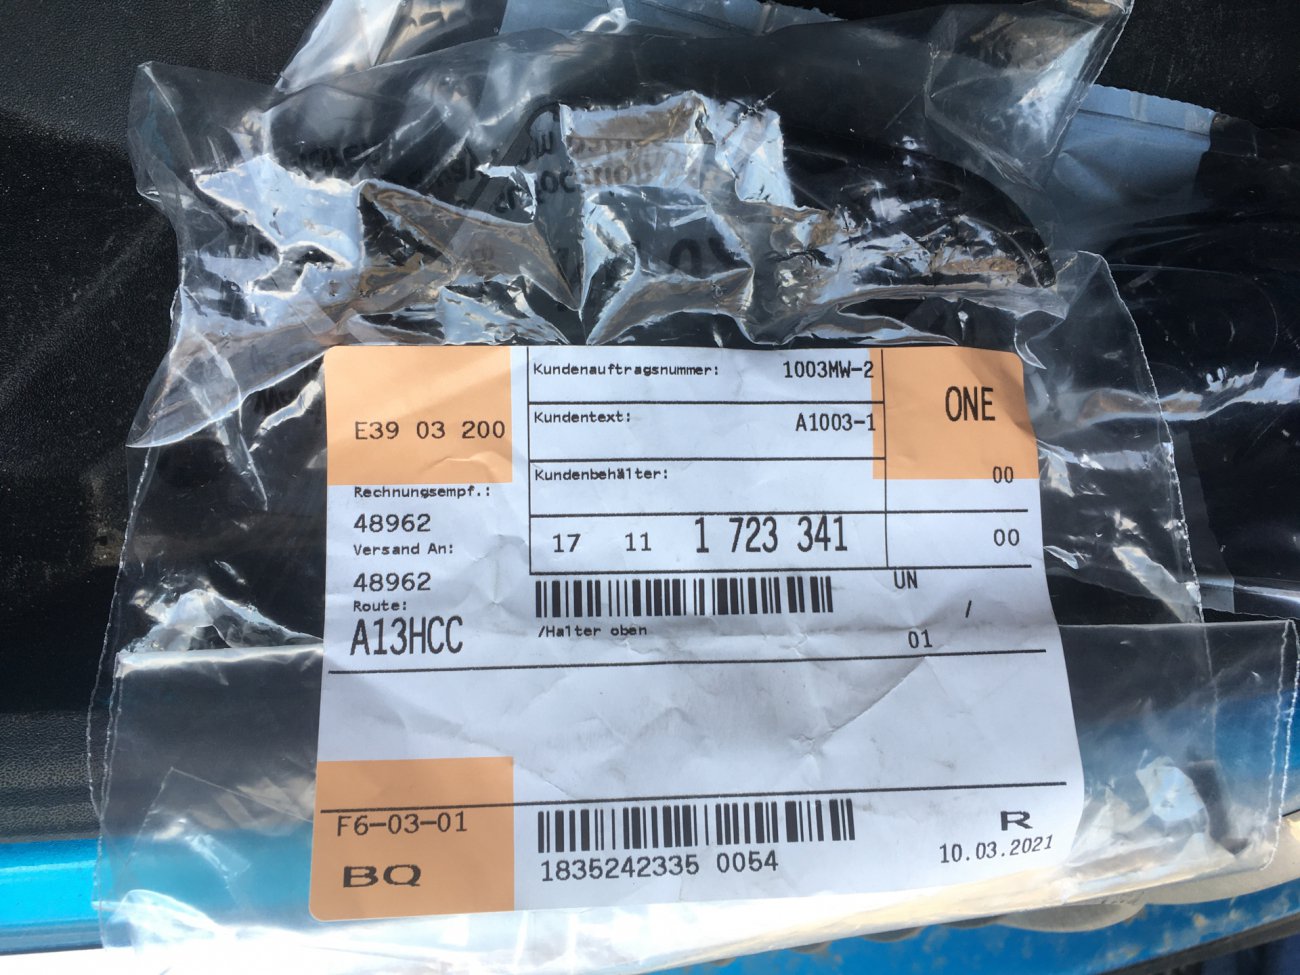 E39 03 200
Kundenauftragsnummer: 1003MW-2
Kundentext: A1003-1
Kundenbehälter:
ONE
00
Rechnungsempf.:
48962
Versand An:
48962
Route:
A13HCC
17 11 1 723 341
00
/Halter oben
UN
/
01
F6-03-01
BQ
1835242335 0054
R
10.03.2021